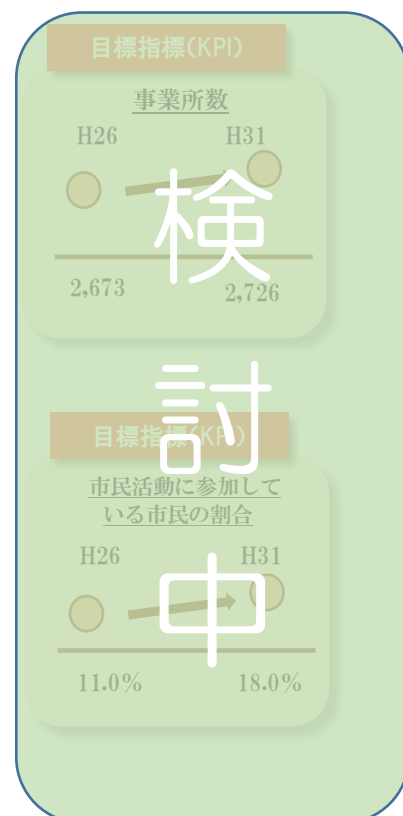 目標指標(KPI)
事業所数
H26 H31
2,673 2,726
目標指標(KPI)
市民活動に参加して
いる市民の割合
H26 H31
11.0% 18.0%
検
討
中